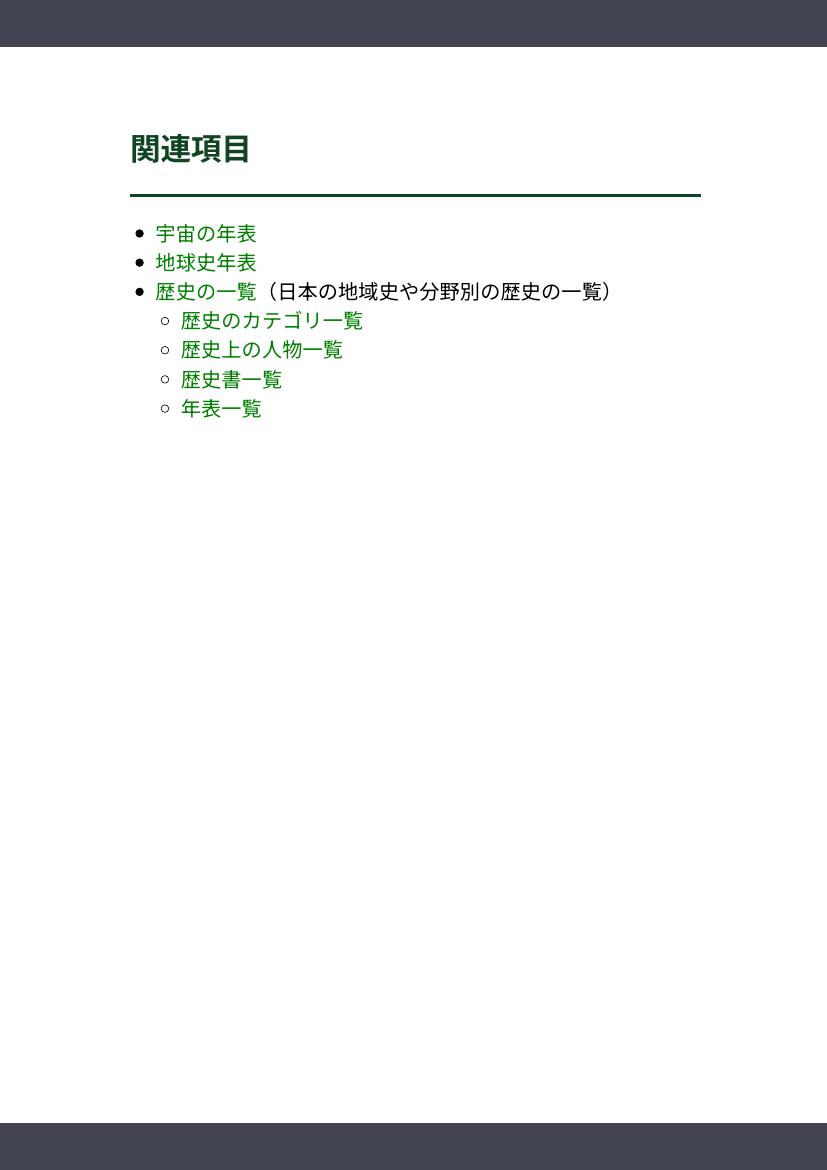 関連項目
宇宙の年表
地球史年表
歴史の一覧（日本の地域史や分野別の歴史の一覧）
歴史のカテゴリ一覧
歴史上の人物一覧
歴史書一覧
年表一覧